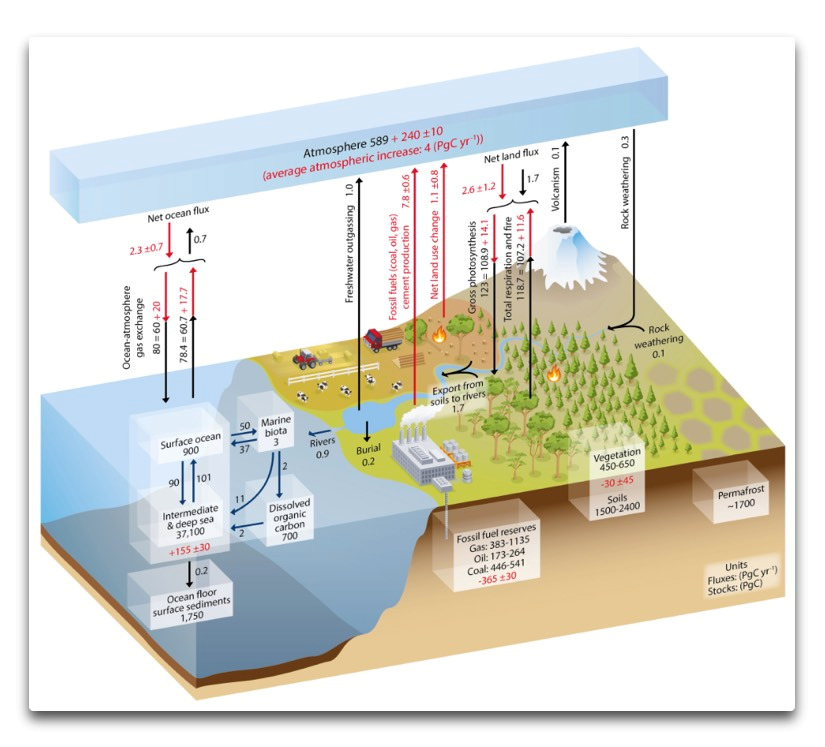 Atmosphere 589 + 240 ±10
(average atmospheric increase: 4 (PgC yr⁻¹))
Net ocean flux
2.3 ±0.7
0.7
Ocean-atmosphere
gas exchange
80 = 60 + 20
78.4 = 60.7 + 17.7
Freshwater outgassing 1.0
Fossil fuels (coal, oil, gas)
cement production 7.8 ±0.6
Net land use change 1.1 ±0.8
Net land flux
2.6 ±1.2
1.7
Gross photosynthesis
123 = 108.9 + 14.1
Total respiration and fire
118.7 = 107.2 + 11.6
Volcanism 0.1
Rock weathering 0.3
Rock
weathering
0.1
Export from
soils to rivers
1.7
Rivers
0.9
Burial
0.2
Surface ocean
900
50
37
Marine
biota
3
90
101
11
2
2
Intermediate
& deep sea
37,100
+155 ±30
Dissolved
organic
carbon
700
0.2
Ocean floor
surface sediments
1,750
Fossil fuel reserves
Gas: 383-1135
Oil: 173-264
Coal: 446-541
-365 ±30
Vegetation
450-650
-30 ±45
Soils
1500-2400
Permafrost
~1700
Units
Fluxes: (PgC yr⁻¹)
Stocks: (PgC)